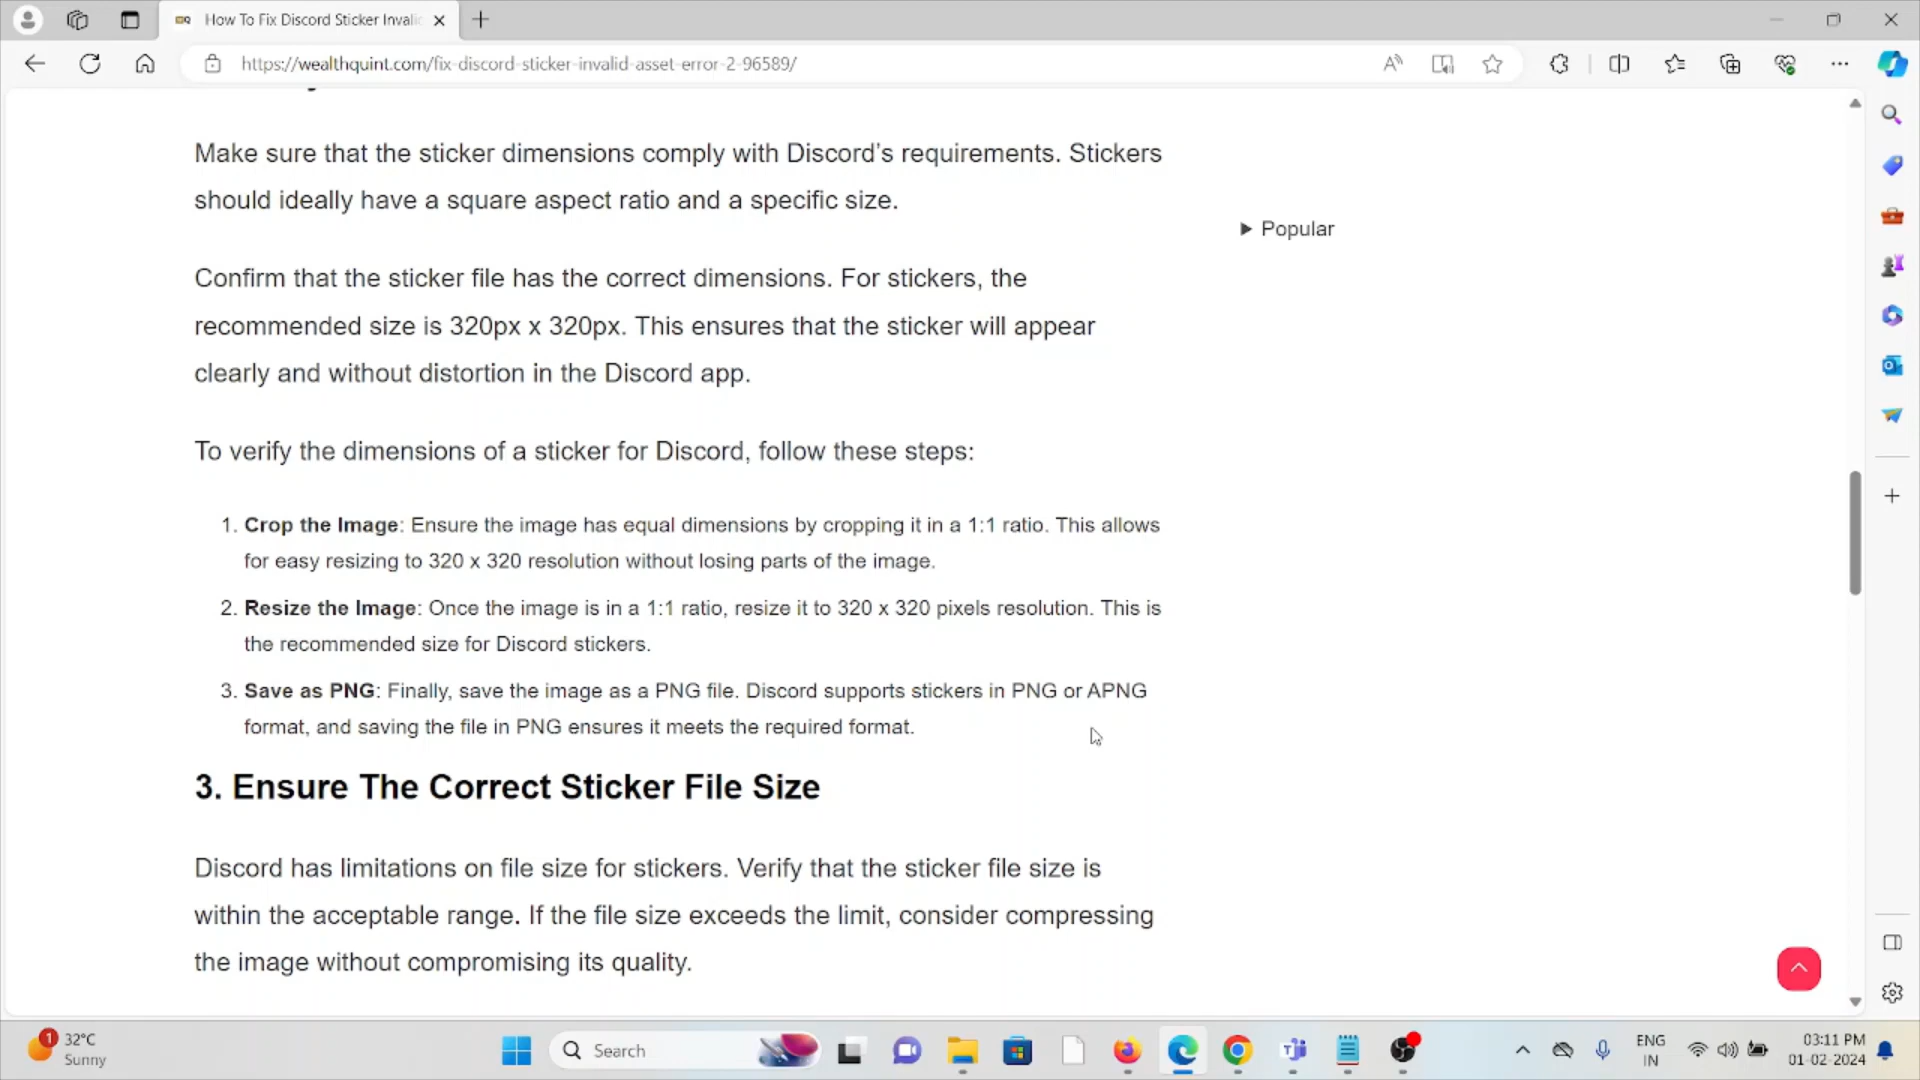 How To Fix Discord Sticker Invali
https://wealthquint.com/fix-discord-sticker-invalid-asset-error-2-96589/
Make sure that the sticker dimensions comply with Discord’s requirements. Stickers
should ideally have a square aspect ratio and a specific size.
▶ Popular
Confirm that the sticker file has the correct dimensions. For stickers, the
recommended size is 320px x 320px. This ensures that the sticker will appear
clearly and without distortion in the Discord app.
To verify the dimensions of a sticker for Discord, follow these steps:
1. Crop the Image: Ensure the image has equal dimensions by cropping it in a 1:1 ratio. This allows
for easy resizing to 320 x 320 resolution without losing parts of the image.
2. Resize the Image: Once the image is in a 1:1 ratio, resize it to 320 x 320 pixels resolution. This is
the recommended size for Discord stickers.
3. Save as PNG: Finally, save the image as a PNG file. Discord supports stickers in PNG or APNG
format, and saving the file in PNG ensures it meets the required format.
3. Ensure The Correct Sticker File Size
Discord has limitations on file size for stickers. Verify that the sticker file size is
within the acceptable range. If the file size exceeds the limit, consider compressing
the image without compromising its quality.
1
32°C
Sunny
Search
ENG
IN
03:11 PM
01-02-2024